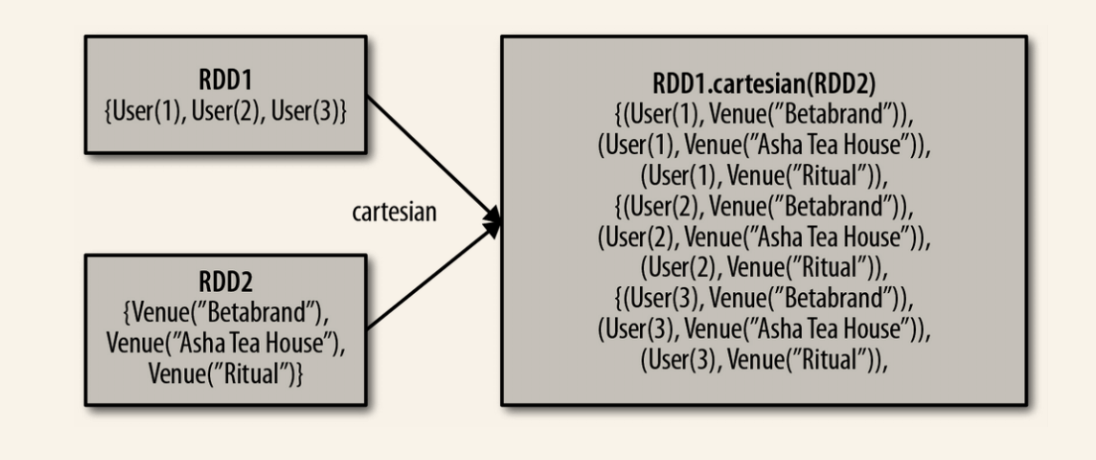 RDD1
{User(1), User(2), User(3)}
cartesian
RDD2
{Venue("Betabrand"),
Venue("Asha Tea House"),
Venue("Ritual")}
RDD1.cartesian(RDD2)
{(User(1), Venue("Betabrand")),
(User(1), Venue("Asha Tea House")),
(User(1), Venue("Ritual")),
{(User(2), Venue("Betabrand")),
(User(2), Venue("Asha Tea House")),
(User(2), Venue("Ritual")),
{(User(3), Venue("Betabrand")),
(User(3), Venue("Asha Tea House")),
(User(3), Venue("Ritual")),